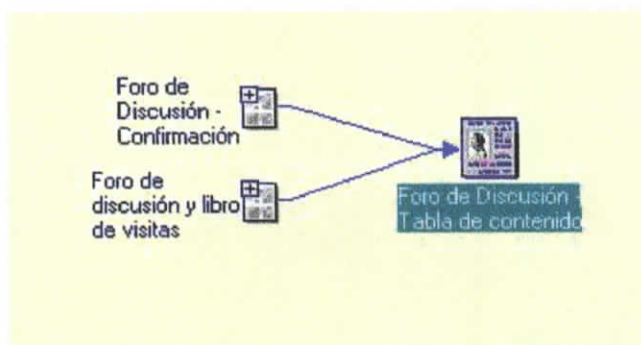 Foro de
Discusión -
Confirmación
Foro de
discusión y libro
de visitas
Foro de Discusión -
Tabla de contenido